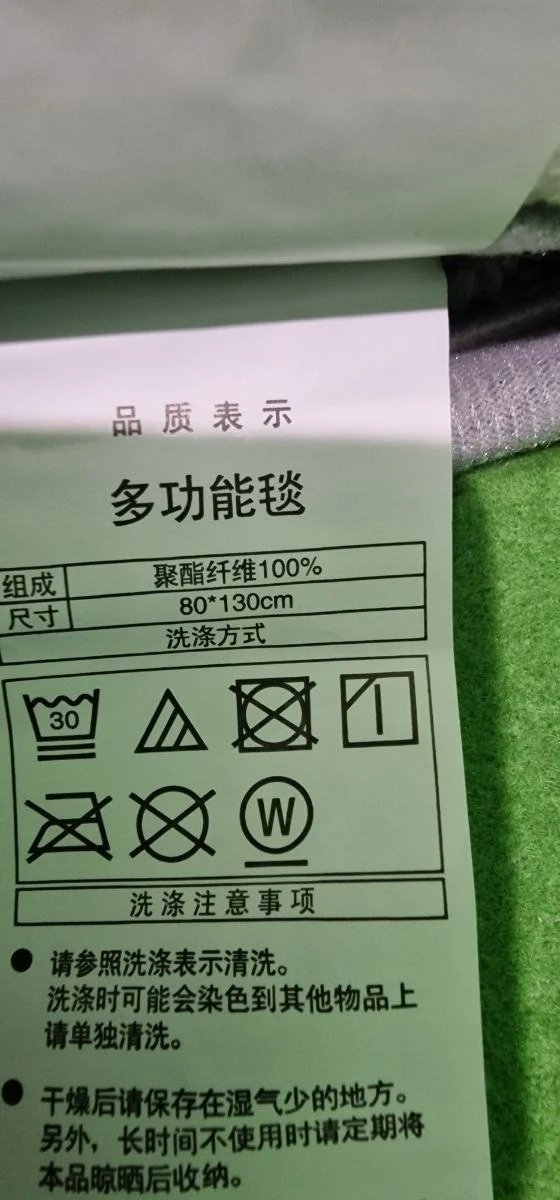 品质表示
多功能毯
组成 聚酯纤维100%
尺寸 80*130cm
洗涤方式
30
W
洗涤注意事项
● 请参照洗涤表示清洗。
洗涤时可能会染色到其他物品上
请单独清洗。
● 干燥后请保存在湿气少的地方。
另外，长时间不使用时请定期将
本品晾晒后收纳。